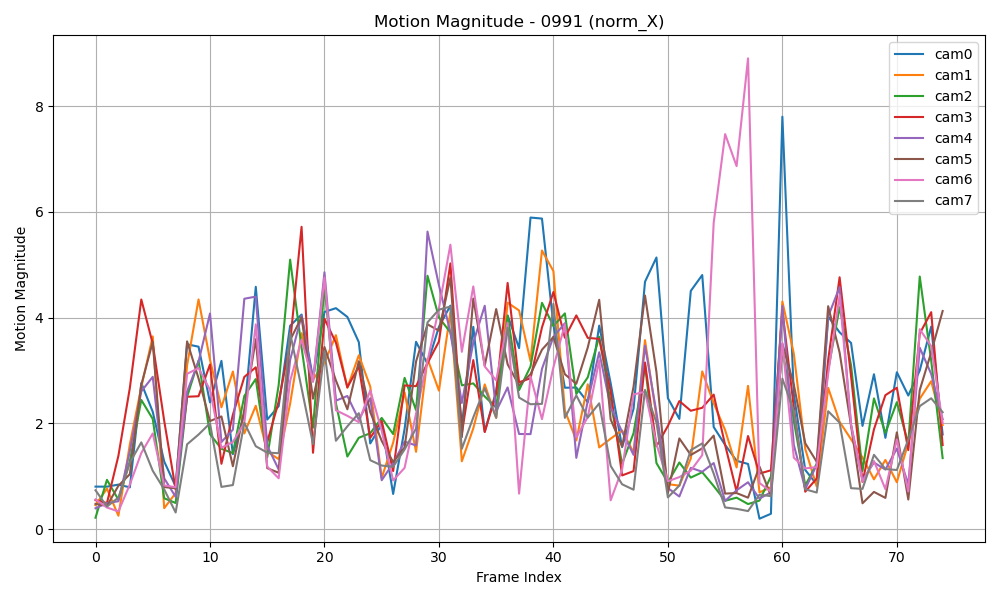 Motion Magnitude - 0991 (norm_X)
Motion Magnitude
8
6
4
2
0
cam0
cam1
cam2
cam3
cam4
cam5
cam6
cam7
0 10 20 30 40 50 60 70
Frame Index